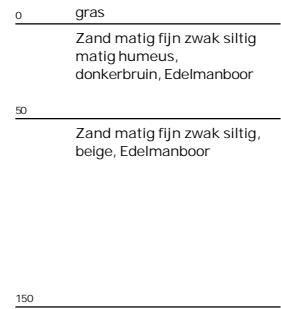 0 gras
Zand matig fijn zwak siltig
matig humeus,
donkerbruin, Edelmanboor
50
Zand matig fijn zwak siltig,
beige, Edelmanboor
150